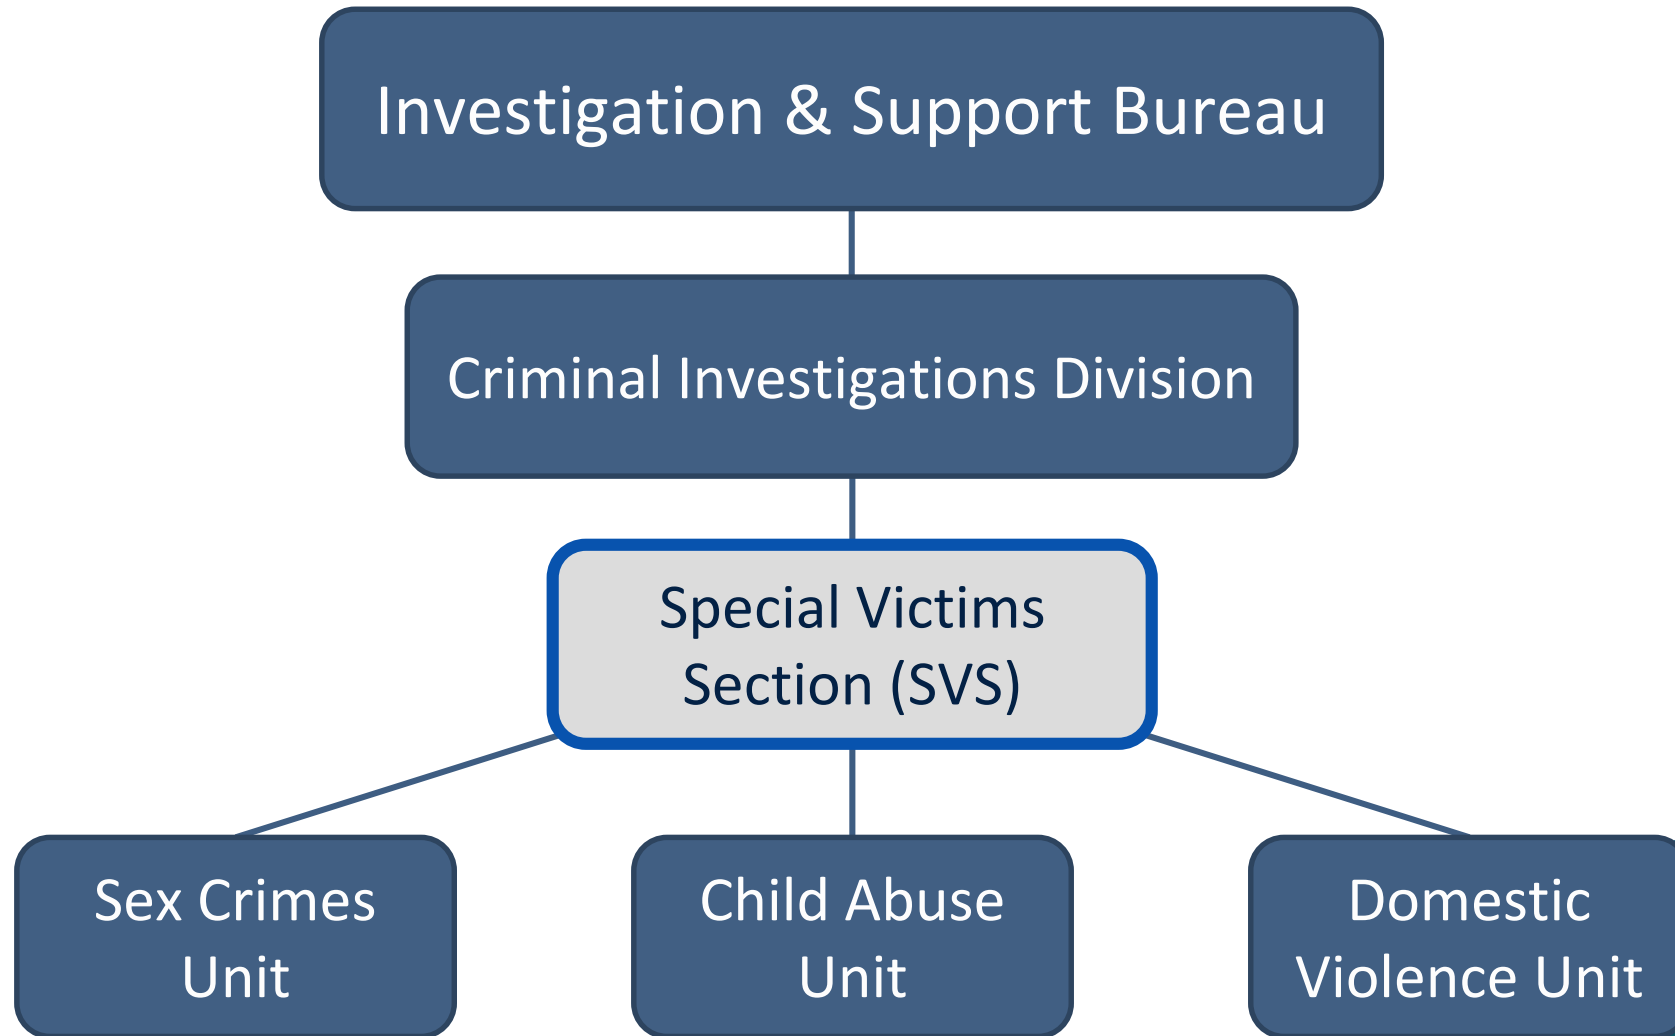 Investigation & Support Bureau
Criminal Investigations Division
Special Victims
Section (SVS)
Sex Crimes
Unit
Child Abuse
Unit
Domestic
Violence Unit